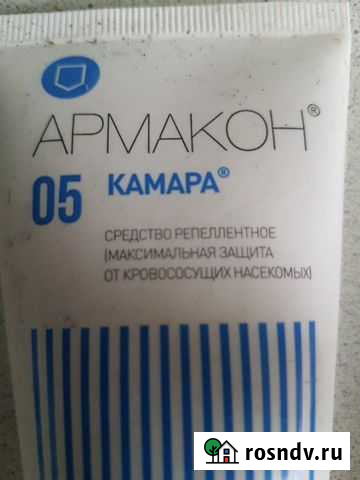 АРМАКОН®
05 КАМАРА®
СРЕДСТВО РЕПЕЛЛЕНТНОЕ
(МАКСИМАЛЬНАЯ ЗАЩИТА
ОТ КРОВОСОСУЩИХ НАСЕКОМЫХ)
rosndv.ru